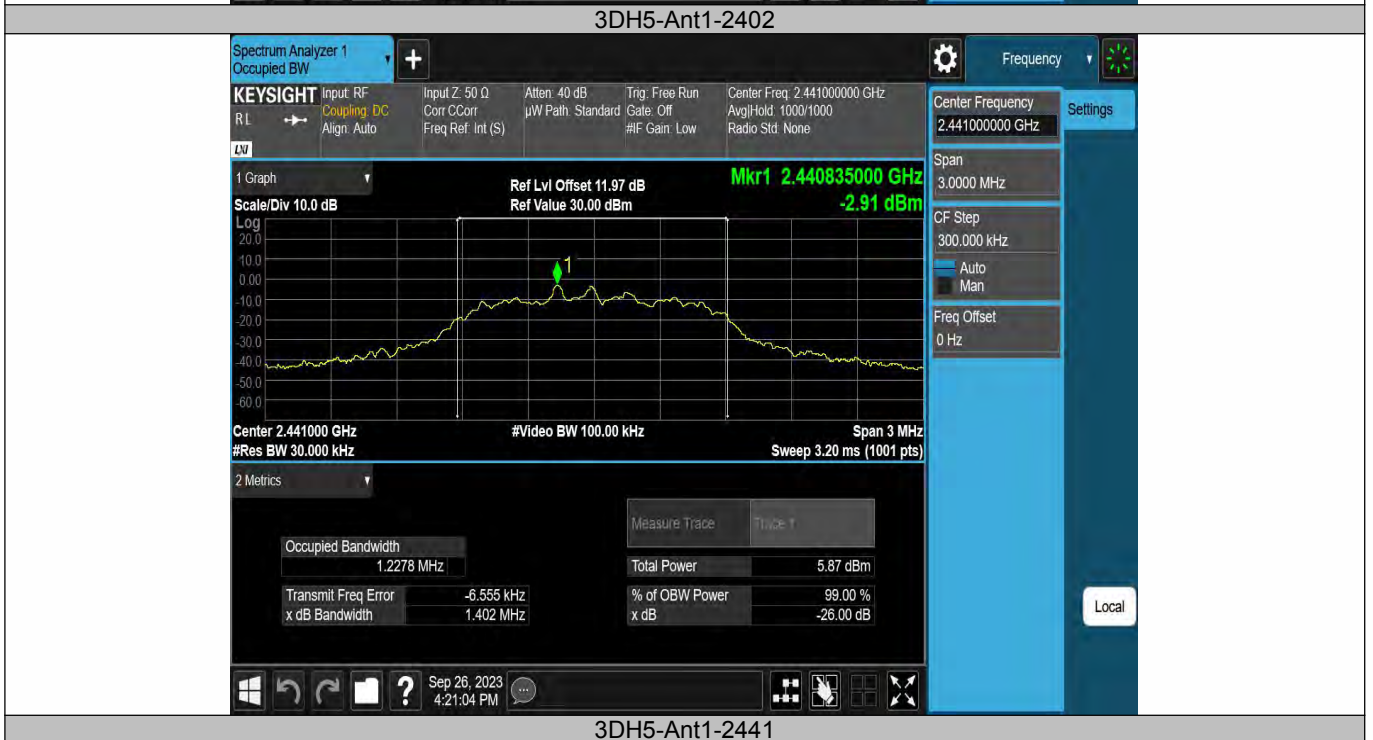 3DH5-Ant1-2402
Spectrum Analyzer 1
Occupied BW
+
Frequency
KEYSIGHT
R L
LXI
Input: RF
Coupling: DC
Align: Auto
Input Z: 50 Ω
Corr CCorr
Freq Ref: Int (S)
Atten: 40 dB
µW Path: Standard
Trig: Free Run
Gate: Off
#IF Gain: Low
Center Freq: 2.441000000 GHz
Avg|Hold: 1000/1000
Radio Std: None
Center Frequency
2.441000000 GHz
Settings
Span
3.0000 MHz
CF Step
300.000 kHz
Auto
Man
Freq Offset
0 Hz
Local
1 Graph
Scale/Div 10.0 dB
Ref Lvl Offset 11.97 dB
Ref Value 30.00 dBm
Mkr1 2.440835000 GHz
-2.91 dBm
Log
20.0
10.0
0.00
-10.0
-20.0
-30.0
-40.0
-50.0
-60.0
1
Center 2.441000 GHz
#Res BW 30.000 kHz
#Video BW 100.00 kHz
Span 3 MHz
Sweep 3.20 ms (1001 pts)
2 Metrics
Measure Trace
Trace 1
Occupied Bandwidth
1.2278 MHz
Total Power 5.87 dBm
Transmit Freq Error -6.555 kHz
% of OBW Power 99.00 %
x dB Bandwidth 1.402 MHz
x dB -26.00 dB
?
Sep 26, 2023
4:21:04 PM
3DH5-Ant1-2441